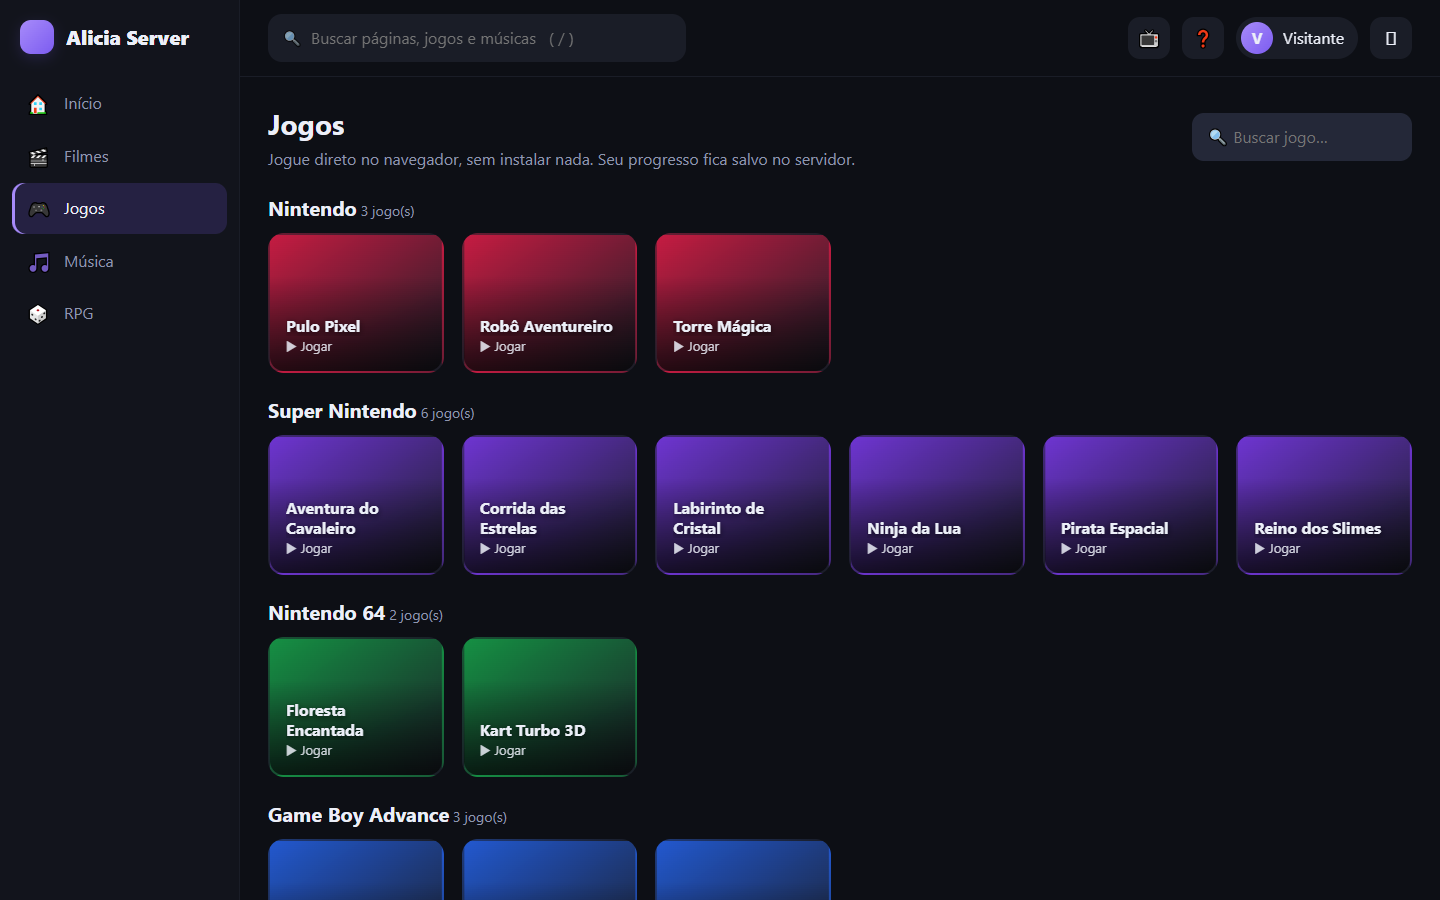 Alicia Server
Buscar páginas, jogos e músicas ( / )
V Visitante
Início
Filmes
Jogos
Música
RPG
Jogos
Jogue direto no navegador, sem instalar nada. Seu progresso fica salvo no servidor.
Buscar jogo...
Nintendo 3 jogo(s)
Pulo Pixel
▶ Jogar
Robô Aventureiro
▶ Jogar
Torre Mágica
▶ Jogar
Super Nintendo 6 jogo(s)
Aventura do
Cavaleiro
▶ Jogar
Corrida das
Estrelas
▶ Jogar
Labirinto de
Cristal
▶ Jogar
Ninja da Lua
▶ Jogar
Pirata Espacial
▶ Jogar
Reino dos Slimes
▶ Jogar
Nintendo 64 2 jogo(s)
Floresta
Encantada
▶ Jogar
Kart Turbo 3D
▶ Jogar
Game Boy Advance 3 jogo(s)